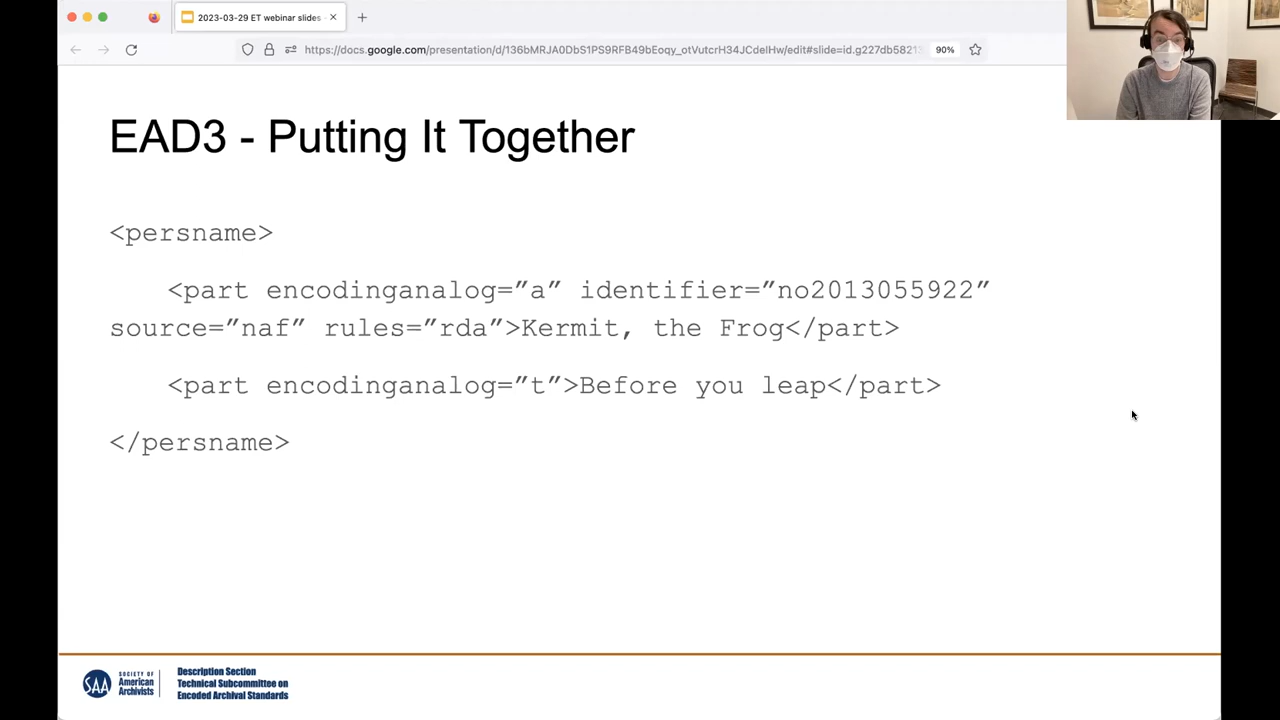 2023-03-29 ET webinar slides
https://docs.google.com/presentation/d/136bMRJA0DbS1PS9RFB49bEoqy_otVutcrH34JCdelHw/edit#slide=id.g227db5821
90%
EAD3 - Putting It Together
<persname>
<part encodinganalog=”a” identifier=”no2013055922”
source=”naf” rules=”rda”>Kermit, the Frog</part>
<part encodinganalog=”t”>Before you leap</part>
</persname>
SAA
SOCIETY OF
American
Archivists
Description Section
Technical Subcommittee on
Encoded Archival Standards